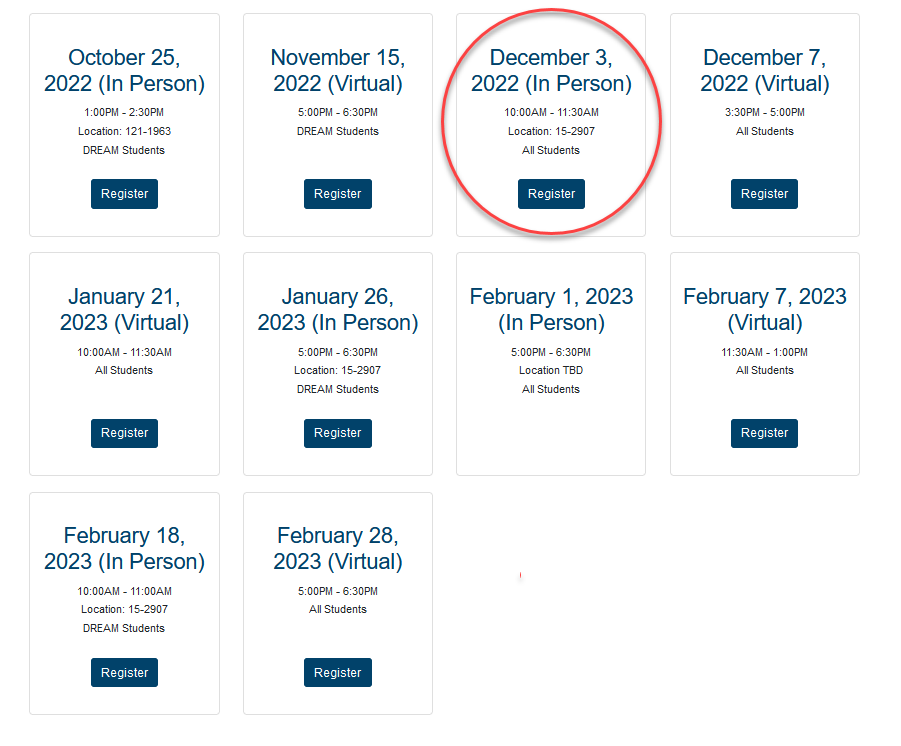 October 25,
2022 (In Person)
1:00PM - 2:30PM
Location: 121-1963
DREAM Students
Register
November 15,
2022 (Virtual)
5:00PM - 6:30PM
DREAM Students
Register
December 3,
2022 (In Person)
10:00AM - 11:30AM
Location: 15-2907
All Students
Register
December 7,
2022 (Virtual)
3:30PM - 5:00PM
All Students
Register
January 21,
2023 (Virtual)
10:00AM - 11:30AM
All Students
Register
January 26,
2023 (In Person)
5:00PM - 6:30PM
Location: 15-2907
DREAM Students
Register
February 1, 2023
(In Person)
5:00PM - 6:30PM
Location TBD
All Students
February 7, 2023
(Virtual)
11:30AM - 1:00PM
All Students
Register
February 18,
2023 (In Person)
10:00AM - 11:00AM
Location: 15-2907
DREAM Students
Register
February 28,
2023 (Virtual)
5:00PM - 6:30PM
All Students
Register